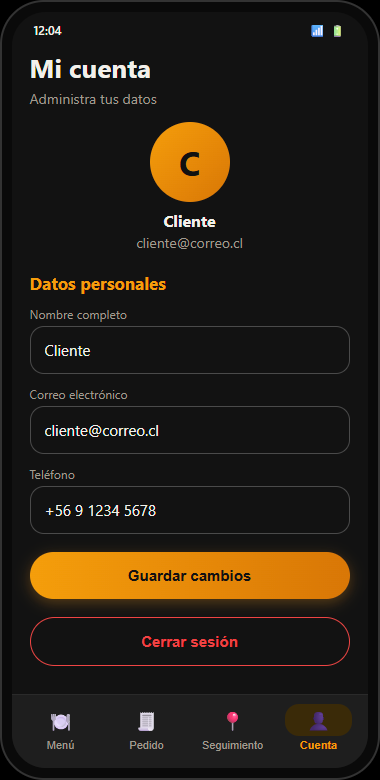 12:04
Mi cuenta
Administra tus datos
C
Cliente
cliente@correo.cl
Datos personales
Nombre completo
Cliente
Correo electrónico
cliente@correo.cl
Teléfono
+56 9 1234 5678
Guardar cambios
Cerrar sesión
Menú Pedido Seguimiento Cuenta